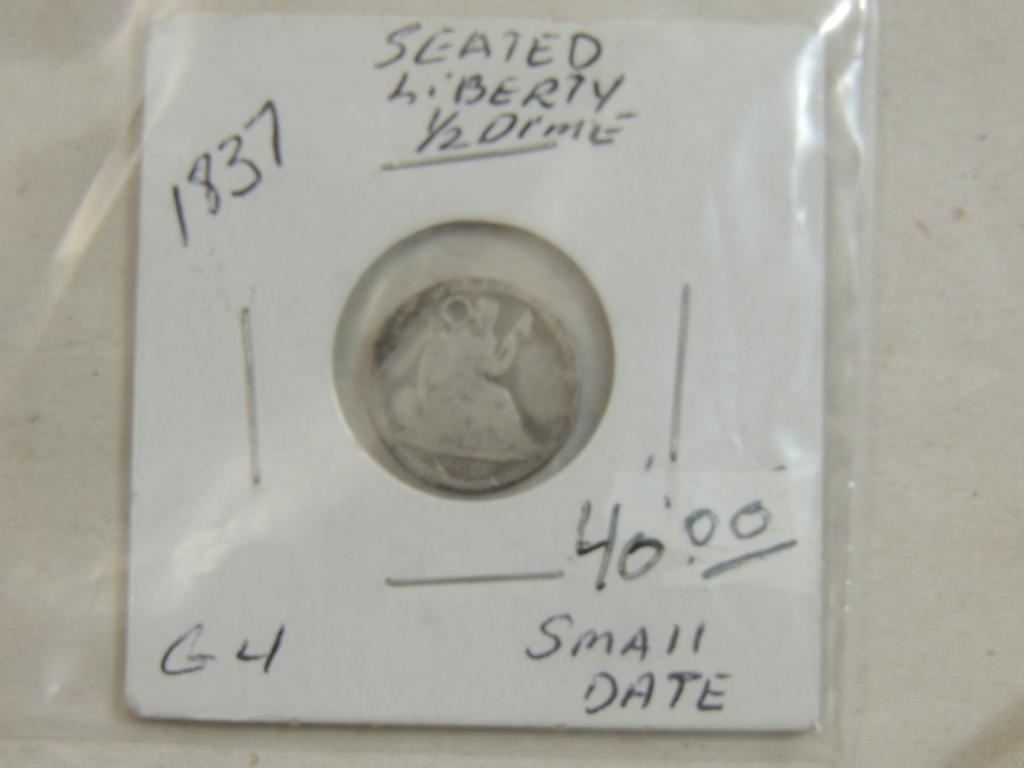 SEATED
LiBERTY
1/2 DimE
1837
40.00
G4
SMAll
DATE